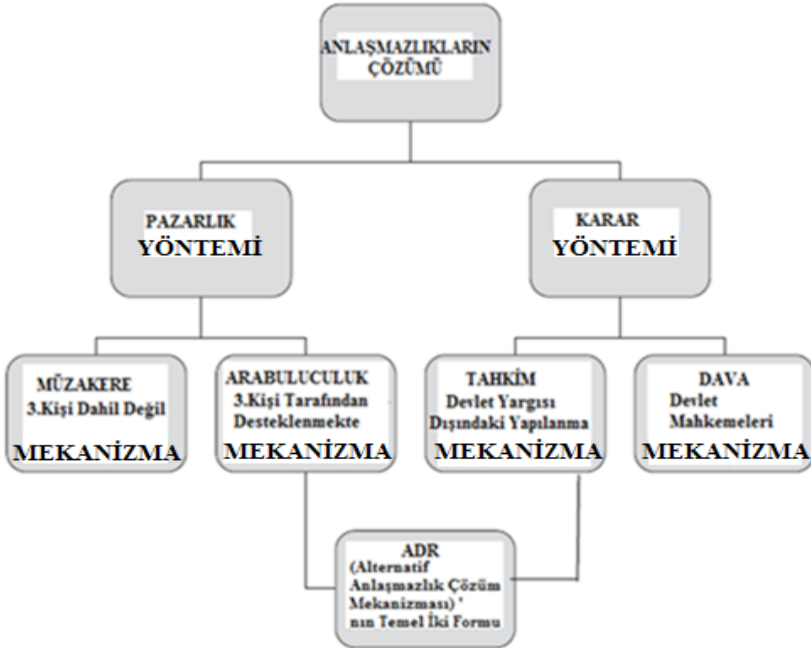 ANLAŞMAZLIKLARIN
ÇÖZÜMÜ
PAZARLIK
YÖNTEMİ
KARAR
YÖNTEMİ
MÜZAKERE
3.Kişi Dahil Değil
MEKANİZMA
ARABULUCULUK
3.Kişi Tarafından
Desteklenmekte
MEKANİZMA
TAHKİM
Devlet Yargısı
Dışındaki Yapılanma
MEKANİZMA
DAVA
Devlet
Mahkemeleri
MEKANİZMA
ADR
(Alternatif
Anlaşmazlık Çözüm
Mekanizması) '
nın Temel İki Formu